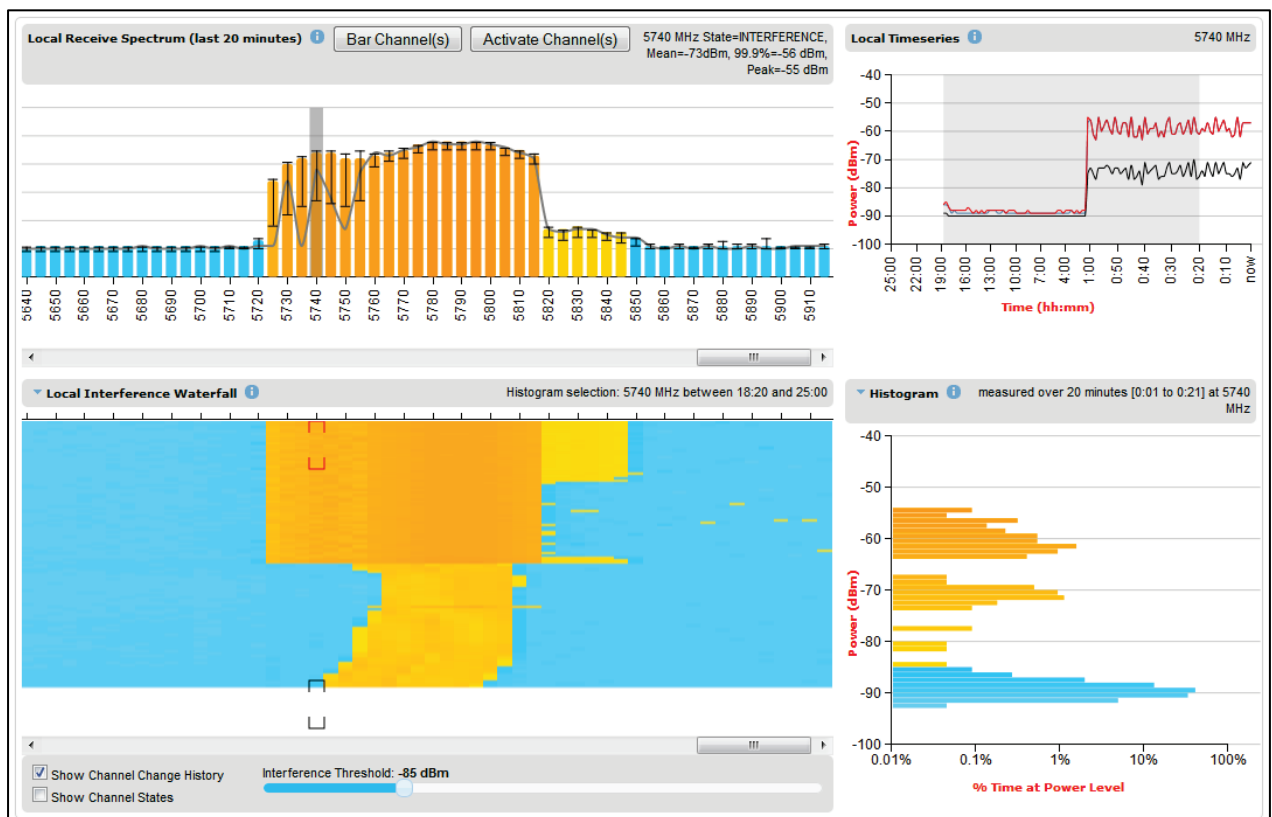 Local Receive Spectrum (last 20 minutes) i Bar Channel(s) Activate Channel(s) 5740 MHz State=INTERFERENCE,
Mean=-73dBm, 99.9%=-56 dBm,
Peak=-55 dBm
5640 5650 5660 5670 5680 5690 5700 5710 5720 5730 5740 5750 5760 5770 5780 5790 5800 5810 5820 5830 5840 5850 5860 5870 5880 5890 5900 5910
Local Timeseries i 5740 MHz
Power (dBm)
-40
-50
-60
-70
-80
-90
-100
25:00 22:00 19:00 16:00 13:00 10:00 7:00 4:00 1:00 0:50 0:40 0:30 0:20 0:10 now
Time (hh:mm)
Local Interference Waterfall i Histogram selection: 5740 MHz between 18:20 and 25:00
Show Channel Change History
Show Channel States
Interference Threshold: -85 dBm
Histogram i measured over 20 minutes [0:01 to 0:21] at 5740
MHz
Power (dBm)
-40
-50
-60
-70
-80
-90
-100
0.01% 0.1% 1% 10% 100%
% Time at Power Level